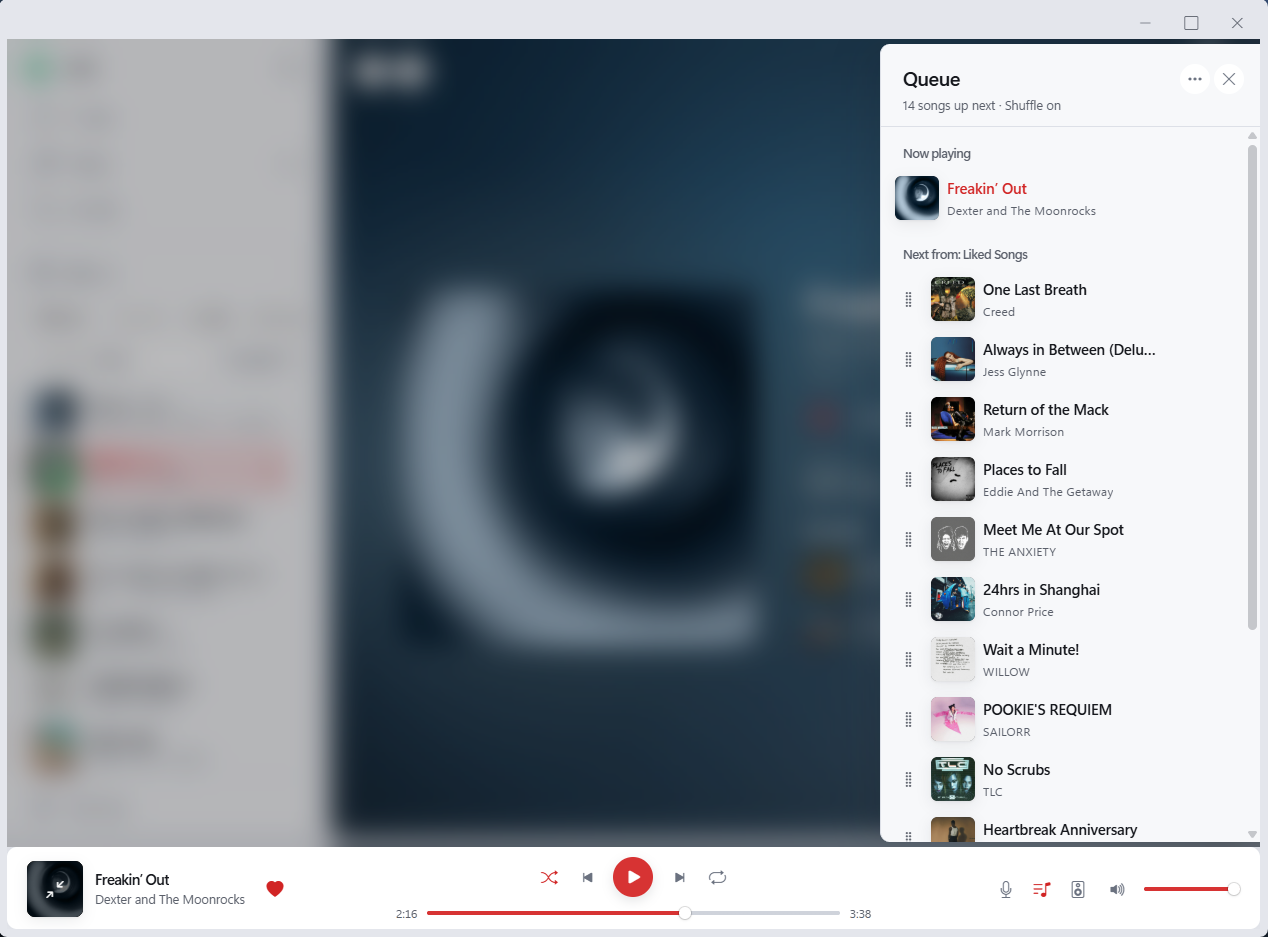 Queue
14 songs up next · Shuffle on
Now playing
Freakin' Out
Dexter and The Moonrocks
Next from: Liked Songs
One Last Breath
Creed
Always in Between (Delu...
Jess Glynne
Return of the Mack
Mark Morrison
Places to Fall
Eddie And The Getaway
Meet Me At Our Spot
THE ANXIETY
24hrs in Shanghai
Connor Price
Wait a Minute!
WILLOW
POOKIE'S REQUIEM
SAILORR
No Scrubs
TLC
Heartbreak Anniversary
Freakin' Out
Dexter and The Moonrocks
2:16
3:38